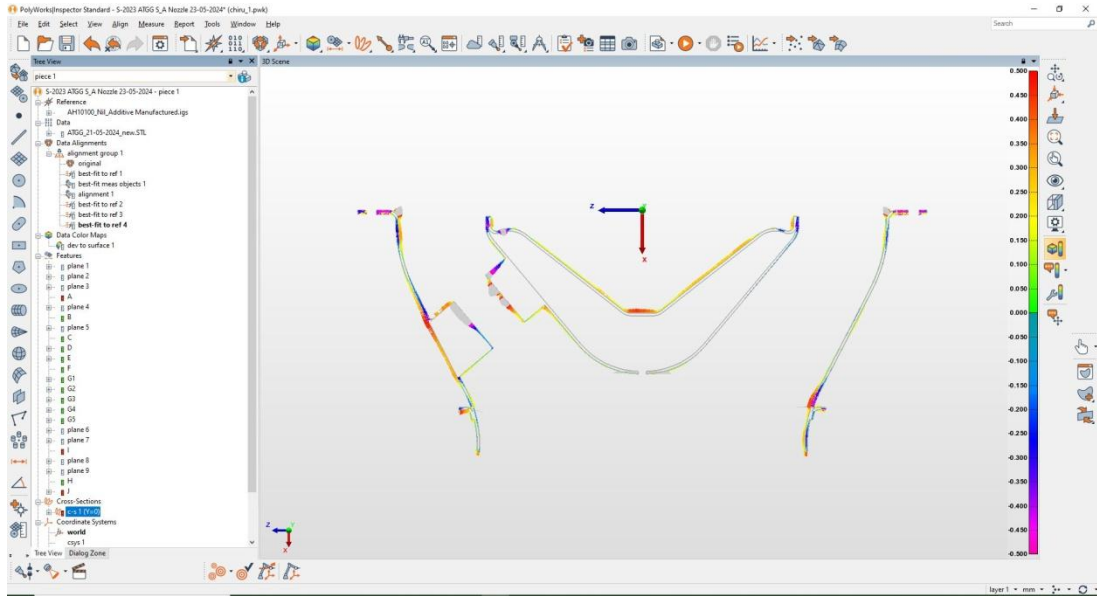 PolyWorks|Inspector Standard - S-2023 ATGG S_A Nozzle 23-05-2024* (chiru_1.pwk)
File Edit Select View Align Measure Report Tools Window Help
Search
Tree View
3D Scene
piece 1
S-2023 ATGG S_A Nozzle 23-05-2024 - piece 1
Reference
AH10100_Nil_Additive Manufactured.igs
Data
ATGG_21-05-2024_new.STL
Data Alignments
alignment group 1
original
best-fit to ref 1
best-fit meas objects 1
alignment 1
best-fit to ref 2
best-fit to ref 3
best-fit to ref 4
Data Color Maps
dev to surface 1
Features
plane 1
plane 2
plane 3
A
plane 4
B
plane 5
C
D
E
F
G1
G2
G3
G4
G5
plane 6
plane 7
I
plane 8
plane 9
H
J
Cross-Sections
c-s 1 (Y=0)
Coordinate Systems
world
csys 1
Tree View Dialog Zone
Z
X
Z
Y
X
0.500
0.450
0.400
0.350
0.300
0.250
0.200
0.150
0.100
0.050
0.000
-0.050
-0.100
-0.150
-0.200
-0.250
-0.300
-0.350
-0.400
-0.450
-0.500
layer 1 mm